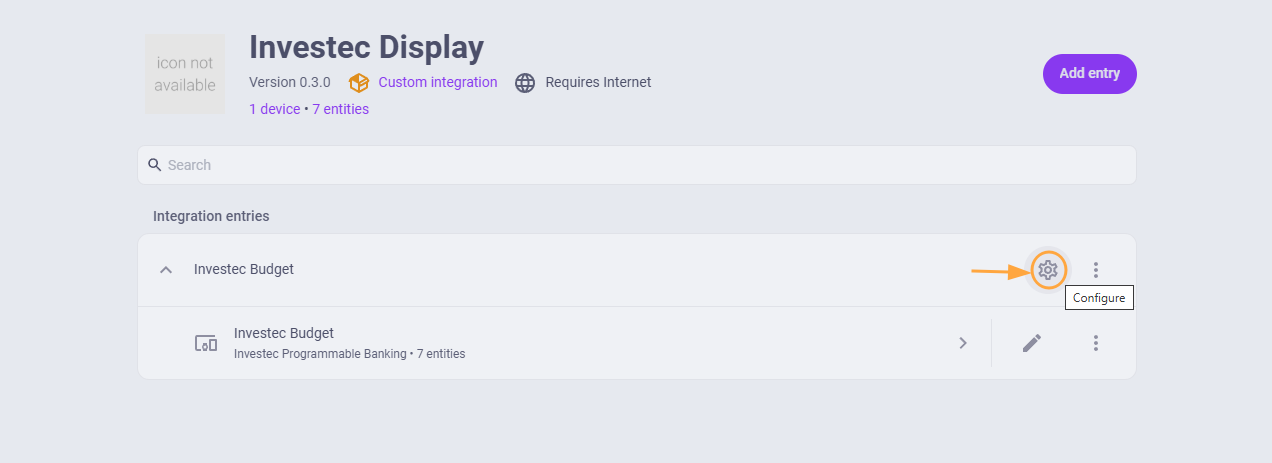 icon not
available
Investec Display
Version 0.3.0 Custom integration Requires Internet
1 device • 7 entities
Add entry
Search
Integration entries
Investec Budget
Configure
Investec Budget
Investec Programmable Banking • 7 entities